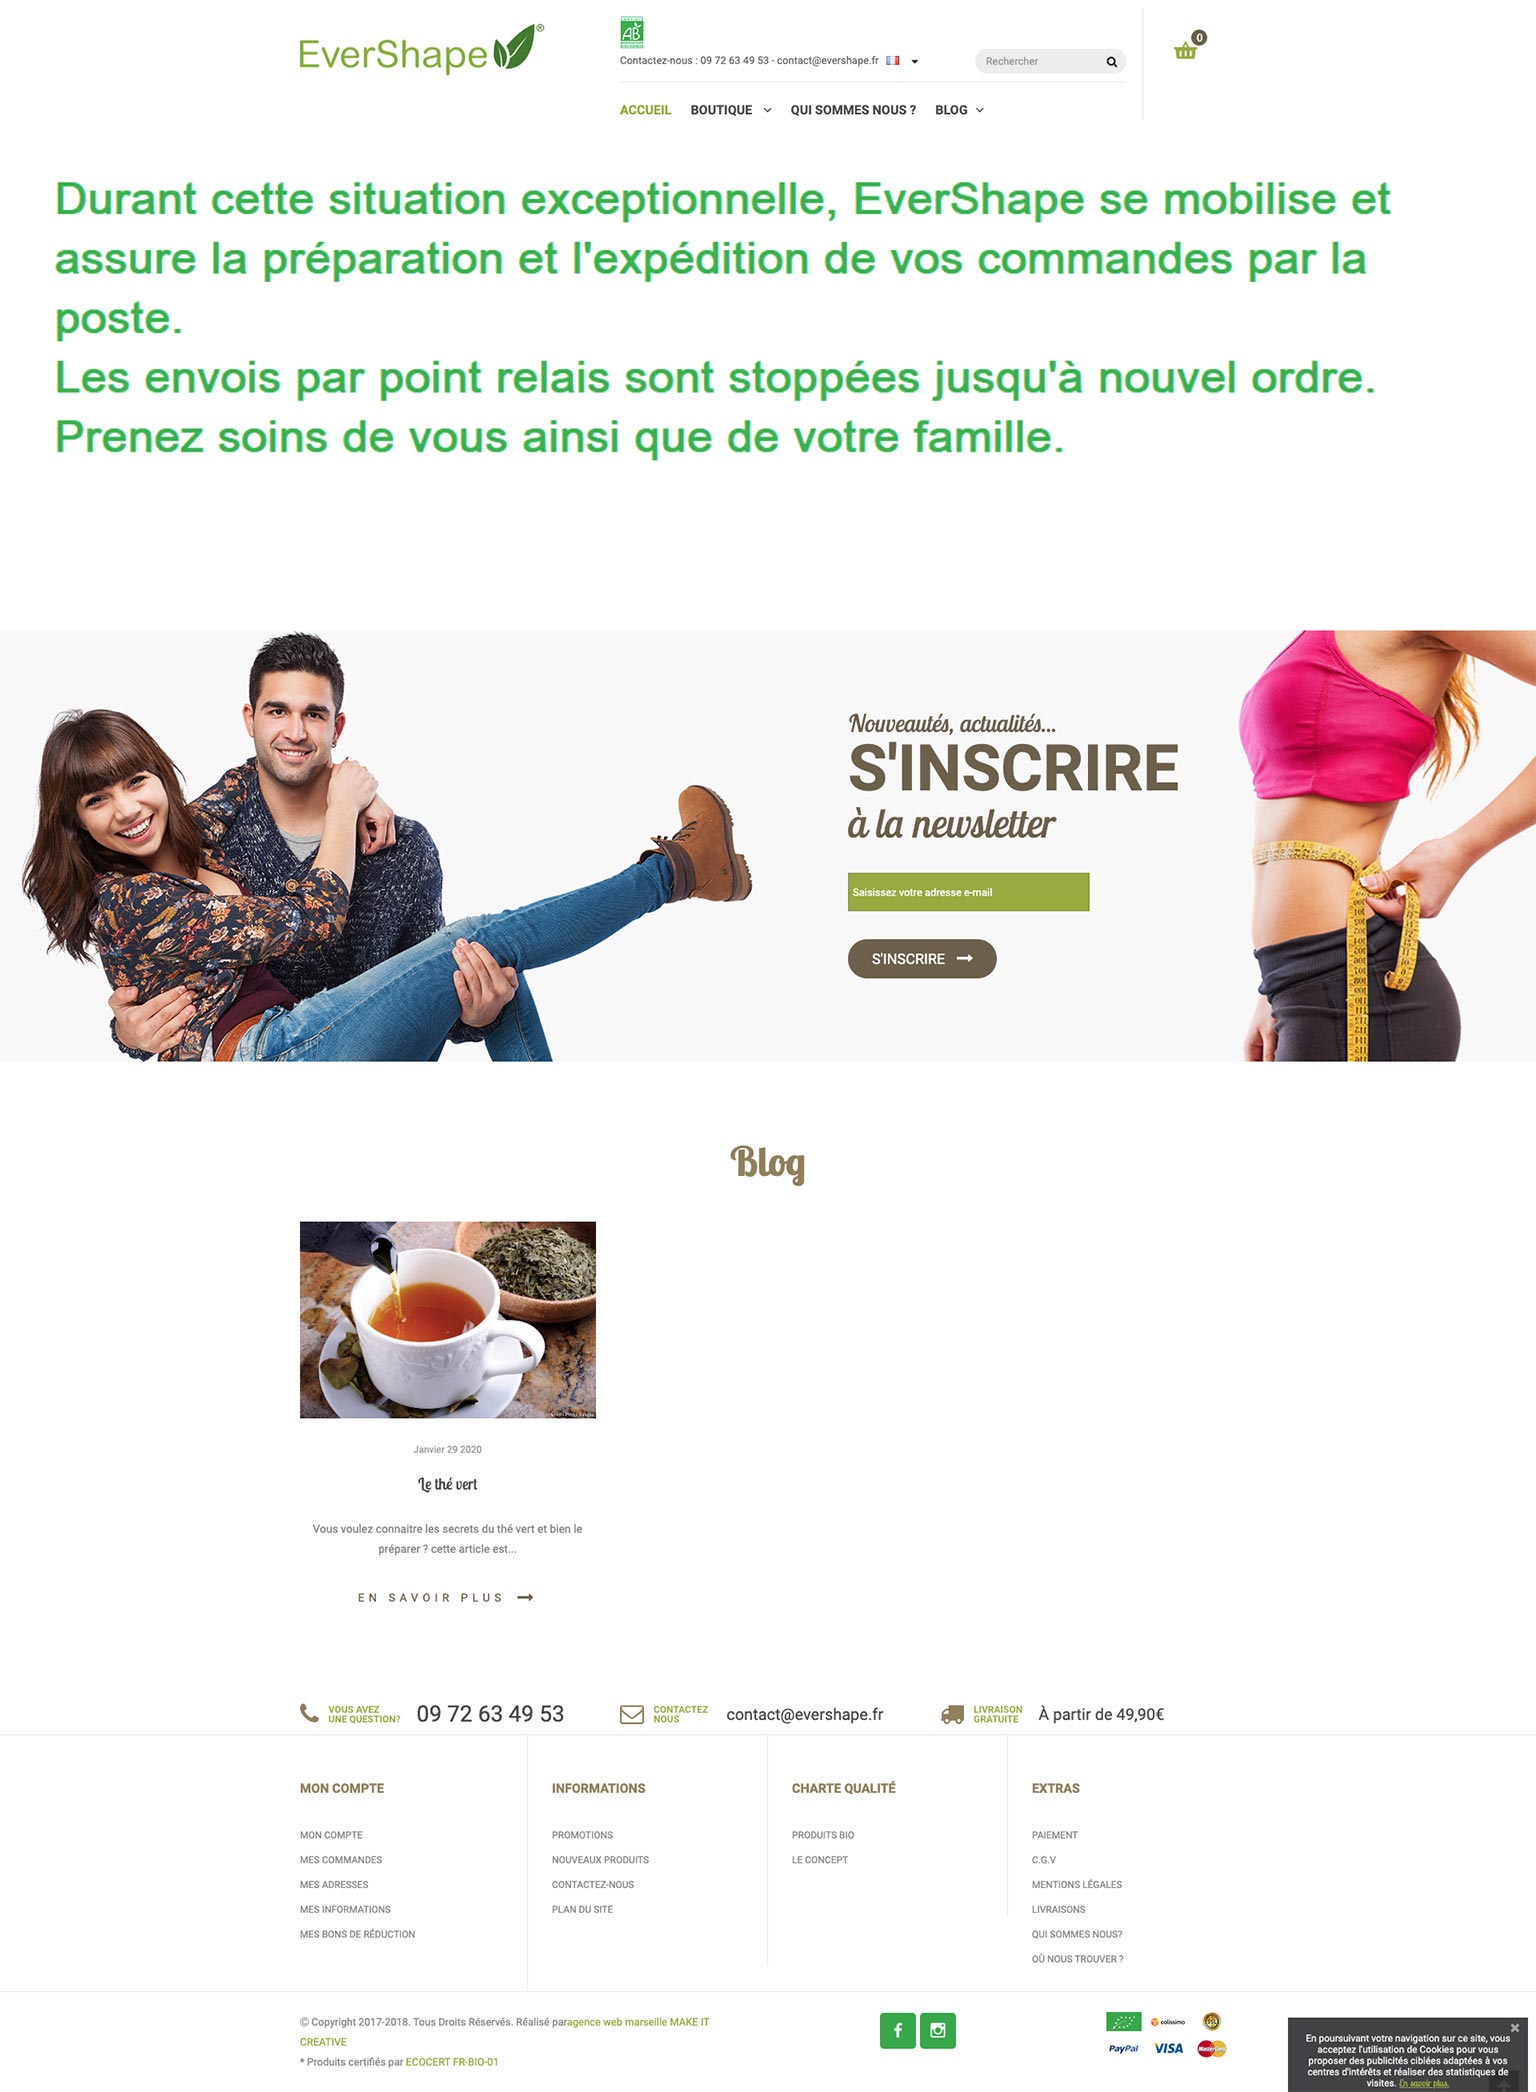 EverShape®
AB
Contactez-nous : 09 72 63 49 53 - contact@evershape.fr
Rechercher
0
ACCUEIL BOUTIQUE QUI SOMMES NOUS ? BLOG
Durant cette situation exceptionnelle, EverShape se mobilise et
assure la préparation et l'expédition de vos commandes par la
poste.
Les envois par point relais sont stoppées jusqu'à nouvel ordre.
Prenez soins de vous ainsi que de votre famille.
Nouveautés, actualités...
S'INSCRIRE
à la newsletter
Saisissez votre adresse e-mail
S'INSCRIRE
Blog
Janvier 29 2020
Le thé vert
Vous voulez connaitre les secrets du thé vert et bien le
préparer ? cette article est...
EN SAVOIR PLUS
VOUS AVEZ
UNE QUESTION?
09 72 63 49 53
CONTACTEZ
NOUS
contact@evershape.fr
LIVRAISON
GRATUITE
À partir de 49,90€
MON COMPTE
MON COMPTE
MES COMMANDES
MES ADRESSES
MES INFORMATIONS
MES BONS DE RÉDUCTION
INFORMATIONS
PROMOTIONS
NOUVEAUX PRODUITS
CONTACTEZ-NOUS
PLAN DU SITE
CHARTE QUALITÉ
PRODUITS BIO
LE CONCEPT
EXTRAS
PAIEMENT
C.G.V
MENTIONS LÉGALES
LIVRAISONS
QUI SOMMES NOUS?
OÙ NOUS TROUVER ?
© Copyright 2017-2018. Tous Droits Réservés. Réalisé paragence web marseille MAKE IT
CREATIVE
* Produits certifiés par ECOCERT FR-BIO-01
colissimo
PayPal VISA MasterCard
En poursuivant votre navigation sur ce site, vous
acceptez l'utilisation de Cookies pour vous
proposer des publicités ciblées adaptées à vos
centres d'intérêts et réaliser des statistiques de
visites. En savoir plus.